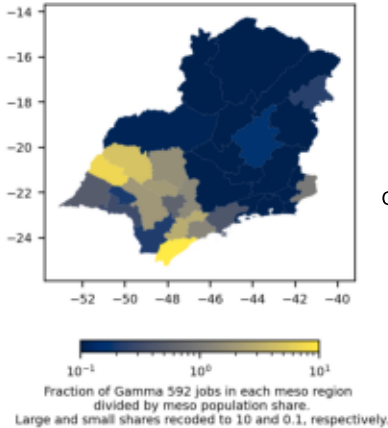 −14
−16
−18
−20
−22
−24
−52 −50 −48 −46 −44 −42 −40
10⁻¹ 10⁰ 10¹
Fraction of Gamma 592 jobs in each meso region
divided by meso population share.
Large and small shares recoded to 10 and 0.1, respectively.